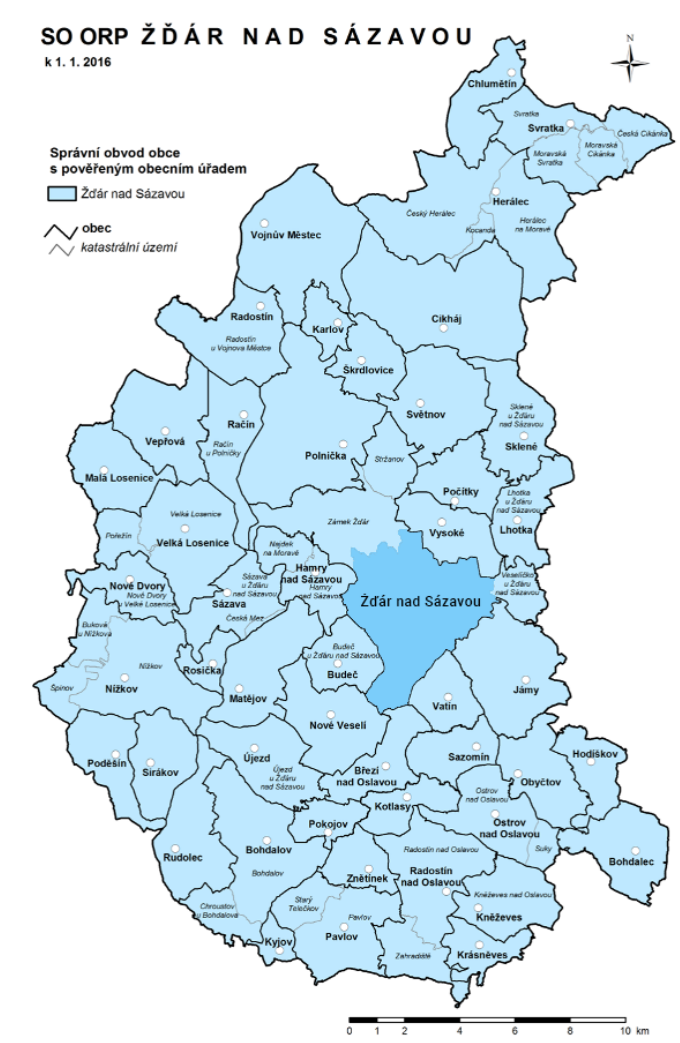 SO ORP ŽĎÁR NAD SÁZAVOU
k 1. 1. 2016
N
Správní obvod obce
s pověřeným obecním úřadem
Žďár nad Sázavou
obec
katastrální území
Chlumětín
Svratka
Svratka
Česká Cikánka
Moravská
Cikánka
Moravská
Svratka
Herálec
Český Herálec
Herálec
na Moravě
Kocanda
Vojnův Městec
Radostín
Radostín
u Vojnova Městce
Karlov
Cikháj
Škrdlovice
Světnov
Sklené
u Žďáru
nad Sázavou
Sklené
Račín
Račín
u Polničky
Vepřová
Polnička
Stržanov
Malá Losenice
Počítky
Lhotka
u Žďáru
nad Sázavou
Lhotka
Velká Losenice
Velká Losenice
Pořežín
Zámek Žďár
Vysoké
Najdek
na Moravě
Hamry
nad Sázavou
Hamry
nad Sázavou
Veselíčko
u Žďáru
nad Sázavou
Nové Dvory
Nové Dvory
u Velké Losenice
Sázava
u Žďáru
nad Sázavou
Sázava
Česká Mez
Žďár nad Sázavou
Buková
u Nížkova
Nížkov
Nížkov
Špinov
Rosička
Matějov
Budeč
u Žďáru nad Sázavou
Budeč
Vatín
Jámy
Nové Veselí
Poděšín
Sirákov
Újezd
Újezd
u Žďáru
nad Sázavou
Březí
nad Oslavou
Sazomín
Obyčtov
Hodíškov
Kotlasy
Ostrov
nad Oslavou
Ostrov
nad Oslavou
Suky
Bohdalec
Pokojov
Rudolec
Bohdalov
Bohdalov
Radostín nad Oslavou
Radostín
nad Oslavou
Znětínek
Kněževes nad Oslavou
Kněževes
Chroustov
u Bohdalova
Starý
Telečkov
Pavlov
Pavlov
Kyjov
Zahradiště
Krásněves
0 1 2 4 6 8 10 km